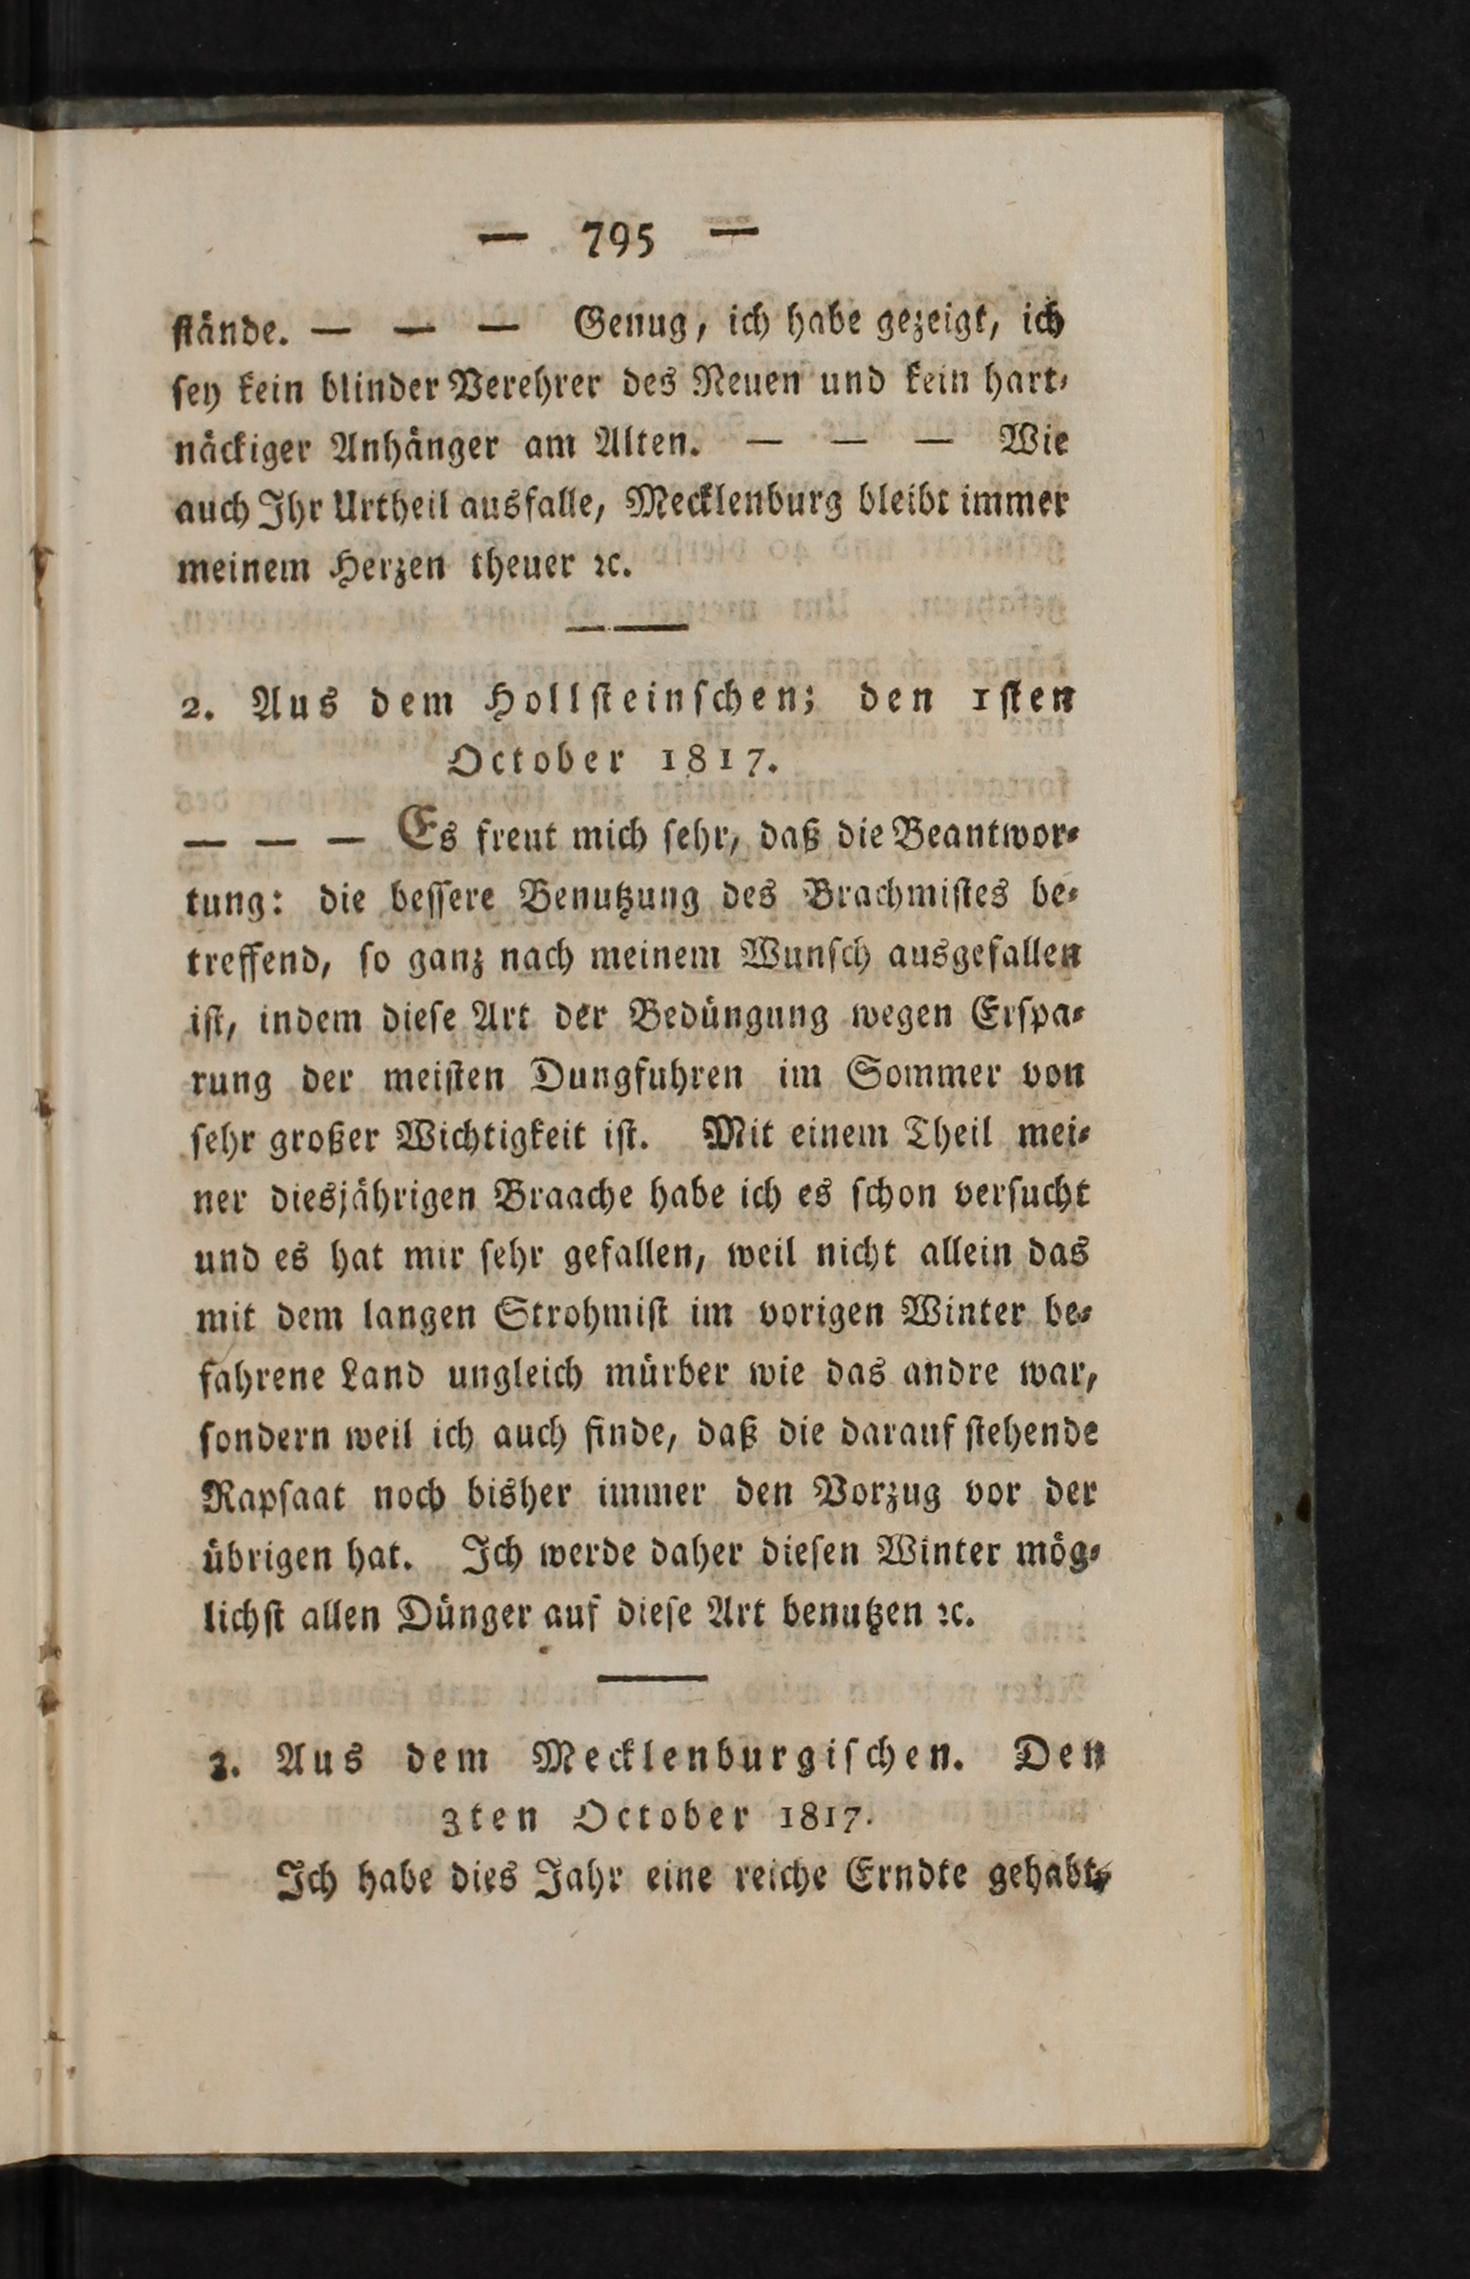 — 795 —
ſtände. — — — Genug, ich habe gezeigt, ich
ſey kein blinder Verehrer des Neuen und kein hart⸗
näckiger Anhänger am Alten. — — — Wie
auch Ihr Urtheil ausfalle, Mecklenburg bleibt immer
meinem Herzen theuer ꝛc.
2. Aus dem Hollſteinſchen; den 1ſten
October 1817.
— — — Es freut mich ſehr, daß die Beantwor⸗
tung: die beſſere Benutzung des Brachmiſtes be⸗
treffend, ſo ganz nach meinem Wunſch ausgefallen
iſt, indem dieſe Art der Bedüngung wegen Erſpa⸗
rung der meiſten Dungfuhren im Sommer von
ſehr großer Wichtigkeit iſt. Mit einem Theil mei⸗
ner diesjährigen Braache habe ich es ſchon verſucht
und es hat mir ſehr gefallen, weil nicht allein das
mit dem langen Strohmiſt im vorigen Winter be⸗
fahrene Land ungleich mürber wie das andre war,
ſondern weil ich auch finde, daß die darauf ſtehende
Rapſaat noch bisher immer den Vorzug vor der
übrigen hat. Ich werde daher dieſen Winter mög⸗
lichſt allen Dünger auf dieſe Art benutzen ꝛc.
3. Aus dem Mecklenburgiſchen. Den
3ten October 1817.
Ich habe dies Jahr eine reiche Erndte gehabt,